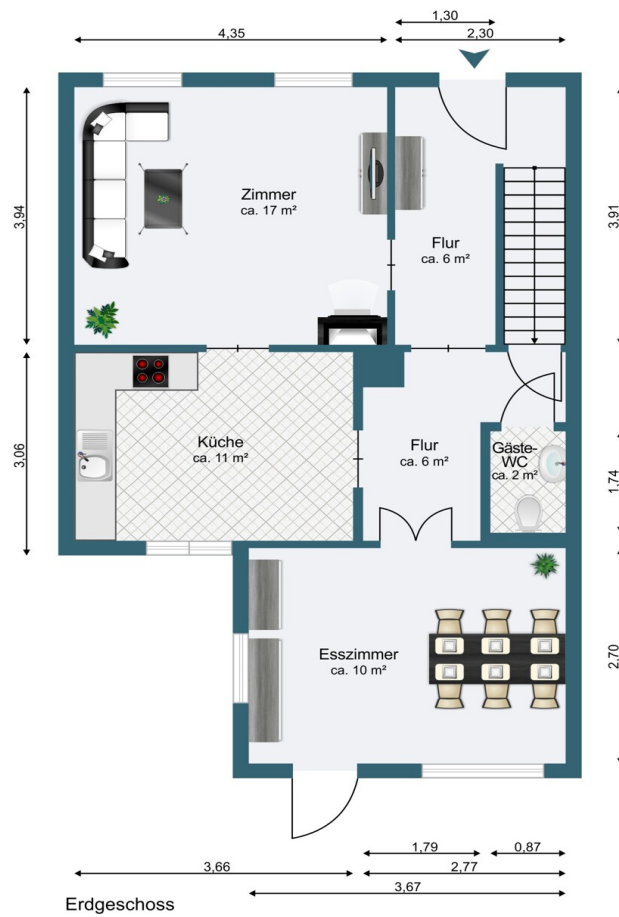 1,30
4,35
2,30
3,94
3,91
Zimmer
ca. 17 m²
Flur
ca. 6 m²
3,06
Küche
ca. 11 m²
Flur
ca. 6 m²
Gäste-
WC
ca. 2 m²
1,74
Esszimmer
ca. 10 m²
2,70
1,79
0,87
3,66
2,77
3,67
Erdgeschoss